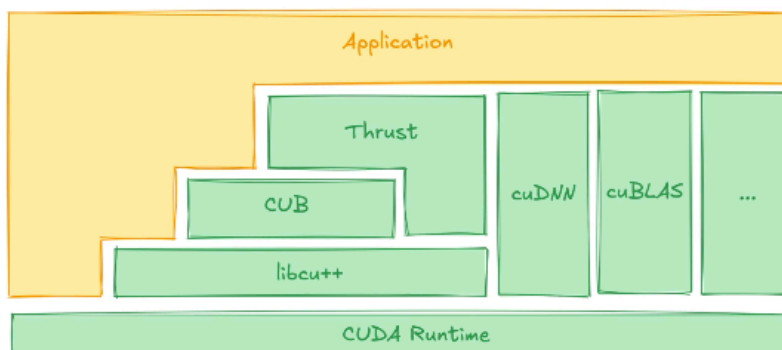 Application
Thrust
CUB
libcu++
cuDNN
cuBLAS
...
CUDA Runtime